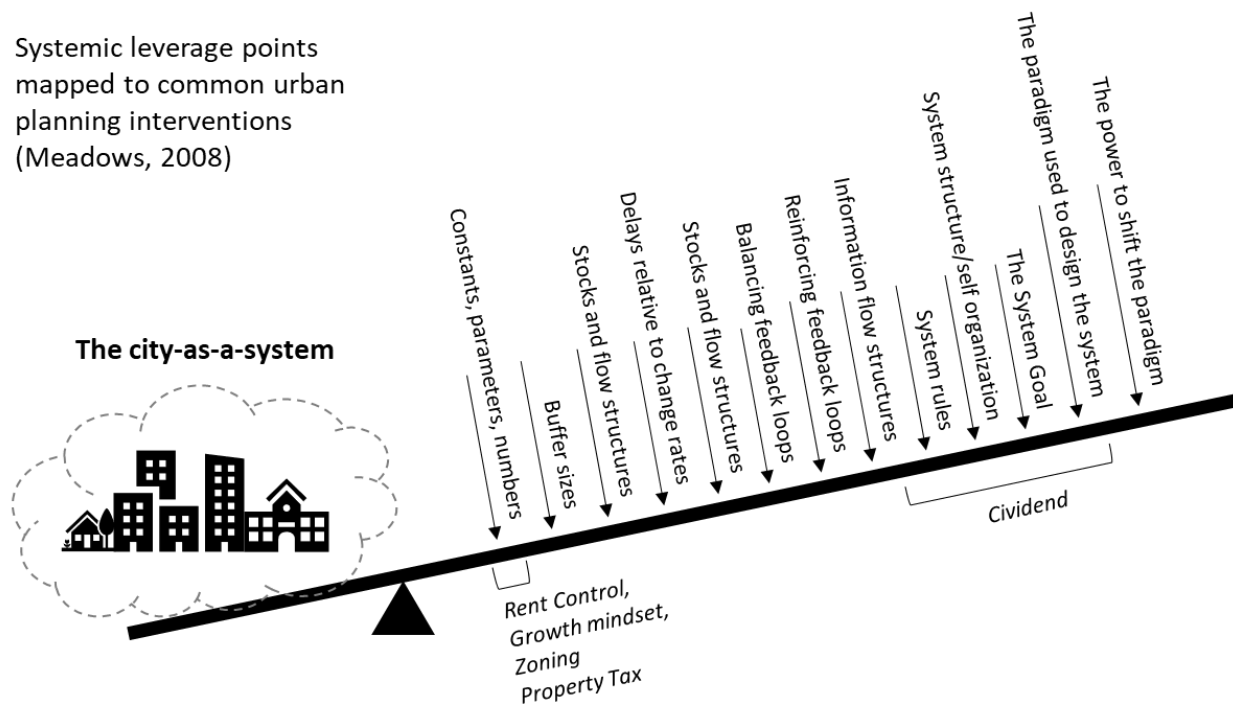 Systemic leverage points
mapped to common urban
planning interventions
(Meadows, 2008)
The city-as-a-system
Constants, parameters, numbers
Buffer sizes
Stocks and flow structures
Delays relative to change rates
Stocks and flow structures
Balancing feedback loops
Reinforcing feedback loops
Information flow structures
System rules
System structure/self organization
The System Goal
The paradigm used to design the system
The power to shift the paradigm
Rent Control,
Growth mindset,
Zoning
Property Tax
Cividend